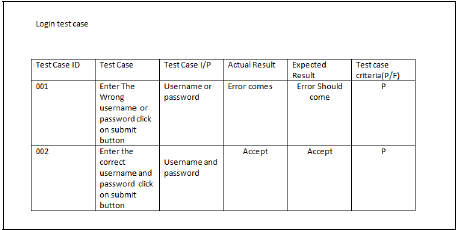 Login test case
Test Case ID Test Case Test Case I/P Actual Result Expected Result Test case criteria(P/F)
001 Enter The Wrong username or password click on submit button Username or password Error comes Error Should come P
002 Enter the correct username and password click on submit button Username and password Accept Accept P